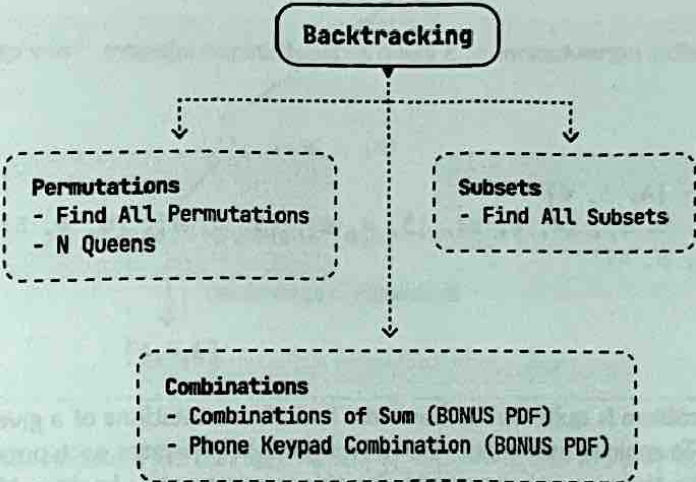 Backtracking
Permutations
- Find All Permutations
- N Queens
Subsets
- Find All Subsets
Combinations
- Combinations of Sum (BONUS PDF)
- Phone Keypad Combination (BONUS PDF)